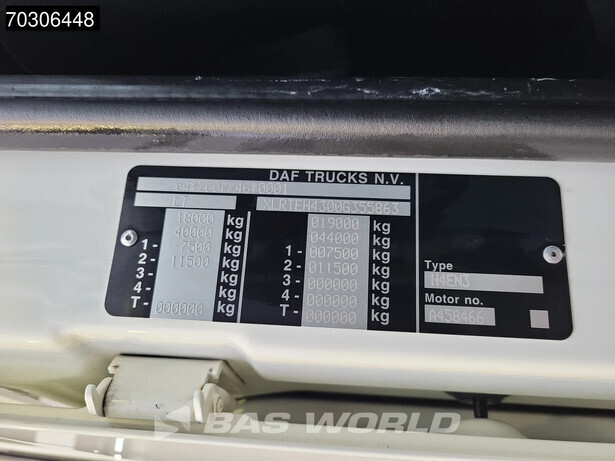 70306448
DAF TRUCKS N.V.
LT XLRTEH4300G355863
18000 kg 019000 kg
40000 kg 044000 kg
1- 7500 kg 1- 007500 kg
2- 11500 kg 2- 011500 kg
3- kg 3- 000000 kg
4- kg 4- 000000 kg
T- 000000 kg T- 000000 kg
Type
H4EN3
Motor no.
A458466
BAS WORLD